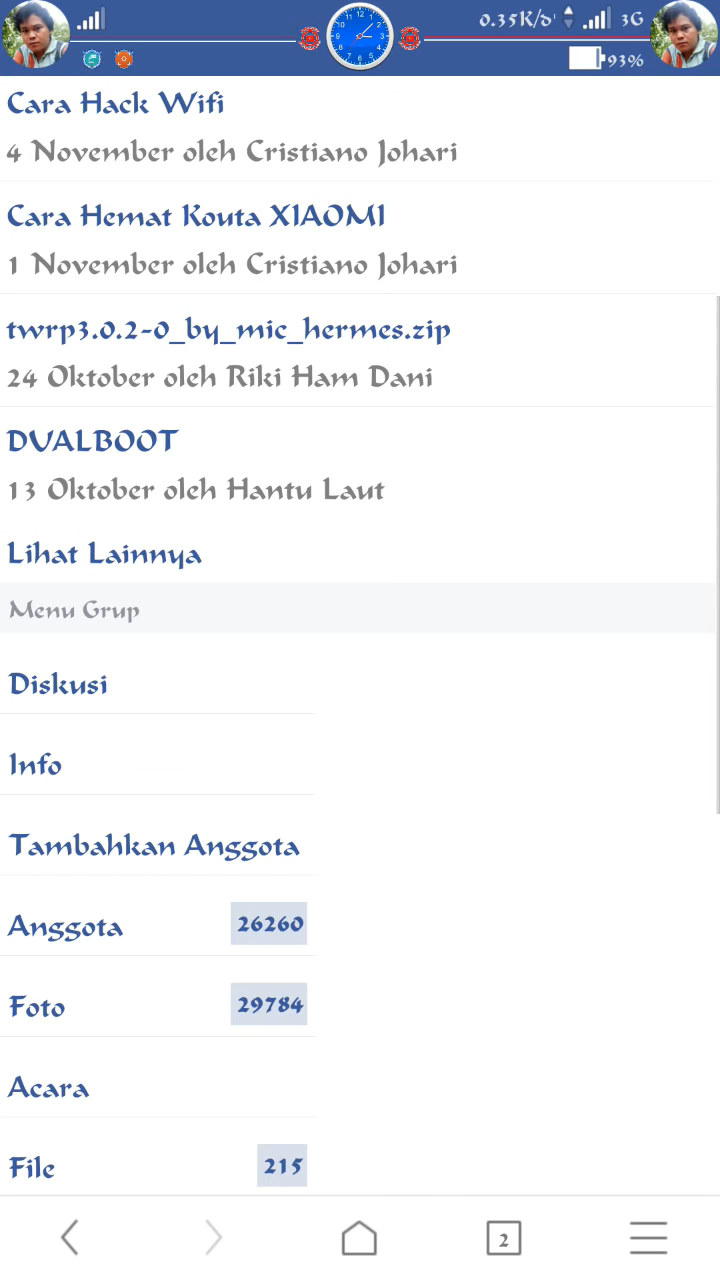 0.35K/d' 3G
93%
Cara Hack Wifi
4 November oleh Cristiano Johari
Cara Hemat Kouta XIAOMI
1 November oleh Cristiano Johari
twrp3.0.2-0_by_mic_hermes.zip
24 Oktober oleh Riki Ham Dani
DUALBOOT
13 Oktober oleh Hantu Laut
Lihat Lainnya
Menu Grup
Diskusi
Info
Tambahkan Anggota
Anggota 26260
Foto 29784
Acara
File 215
2